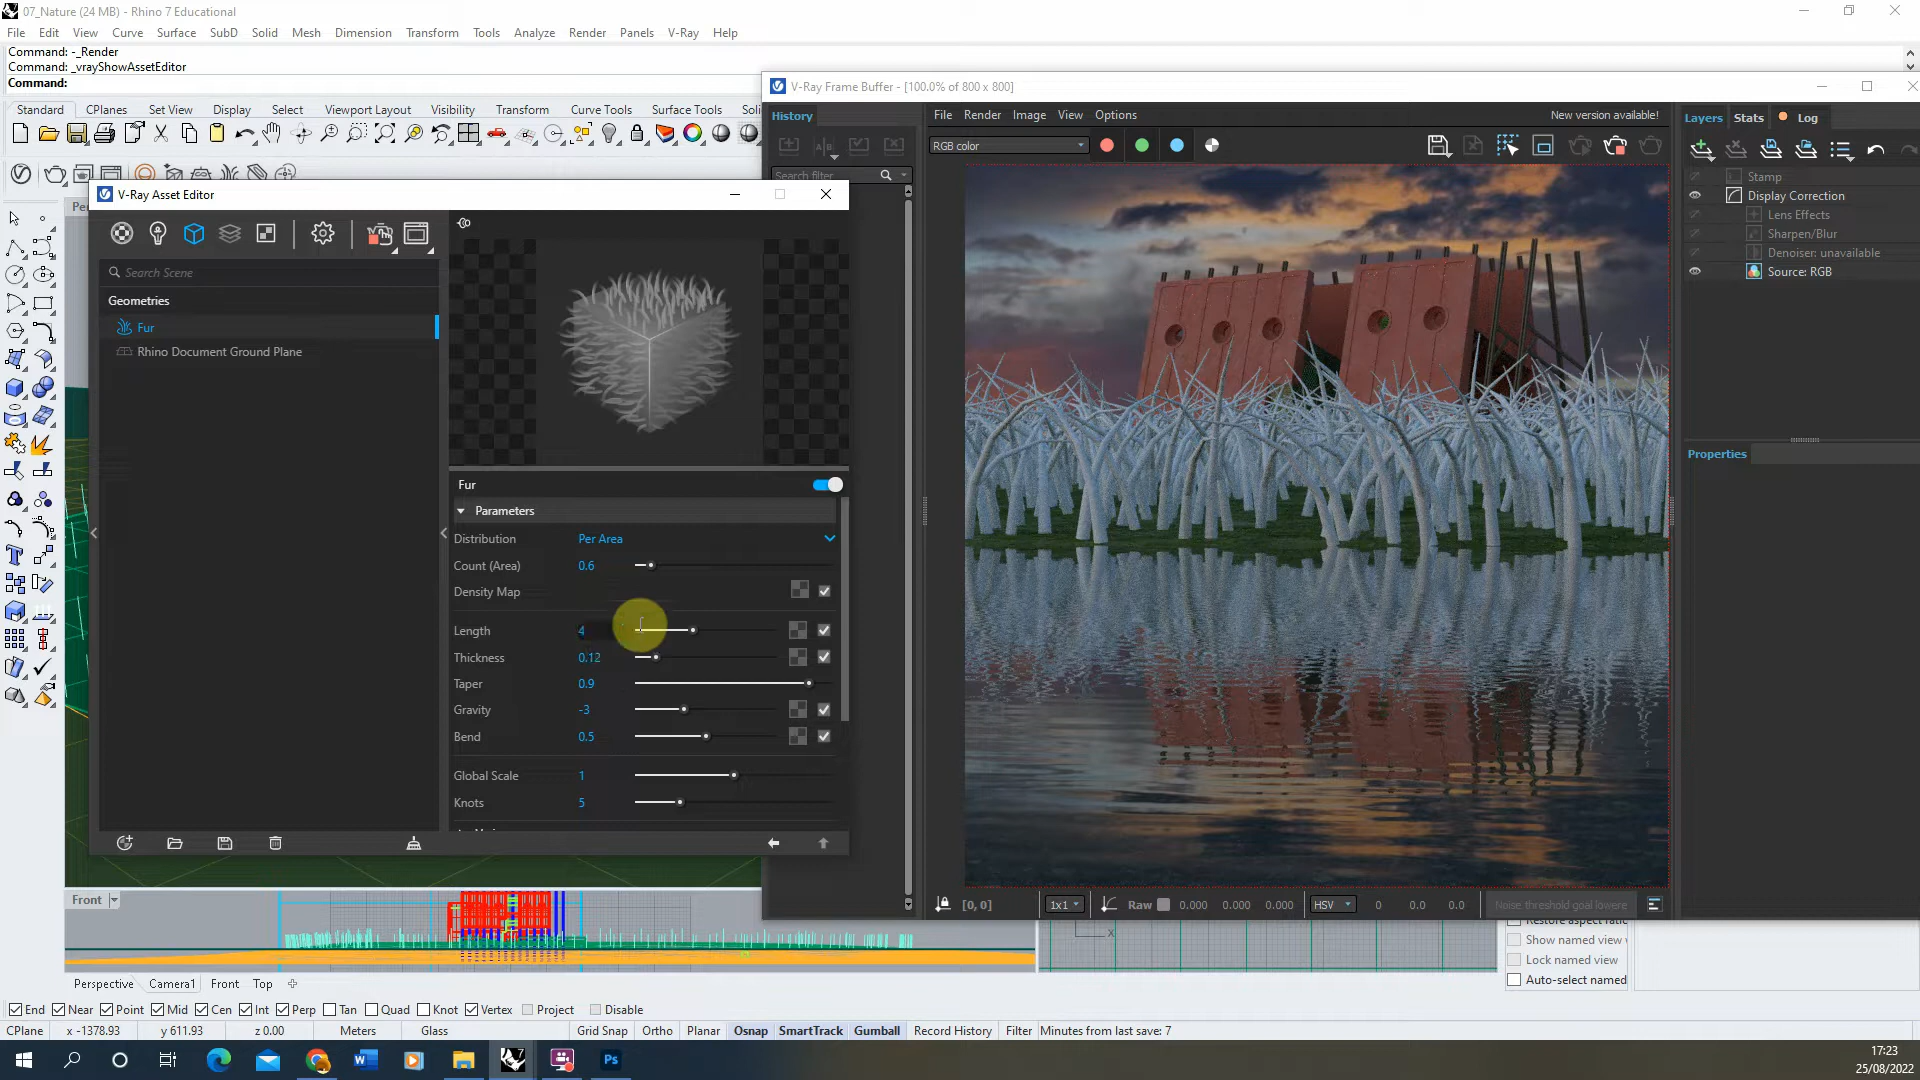 07_Nature (24 MB) - Rhino 7 Educational
File Edit View Curve Surface SubD Solid Mesh Dimension Transform Tools Analyze Render Panels V-Ray Help
Command: -_Render
Command: _vrayShowAssetEditor
Command:
Standard CPlanes Set View Display Select Viewport Layout Visibility Transform Curve Tools Surface Tools
V-Ray Frame Buffer - [100.0% of 800 x 800]
History
File Render Image View Options
New version available!
Layers Stats Log
RGB color
Search filter
Stamp
Display Correction
Lens Effects
Sharpen/Blur
Denoiser: unavailable
Source: RGB
Properties
V-Ray Asset Editor
Search Scene
Geometries
Fur
Rhino Document Ground Plane
Fur
Parameters
Distribution Per Area
Count (Area) 0.6
Density Map
Length 4
Thickness 0.12
Taper 0.9
Gravity -3
Bend 0.5
Global Scale 1
Knots 5
[0, 0] 1x1 Raw 0.000 0.000 0.000 HSV 0 0.0 0.0 Noise threshold goal lowere
Front
X
Restore aspect ratio
Show named view
Lock named view
Auto-select named
Perspective Camera1 Front Top
End Near Point Mid Cen Int Perp Tan Quad Knot Vertex Project Disable
CPlane x -1378.93 y 611.93 z 0.00 Meters Glass Grid Snap Ortho Planar Osnap SmartTrack Gumball Record History Filter Minutes from last save: 7
17:23
25/08/2022